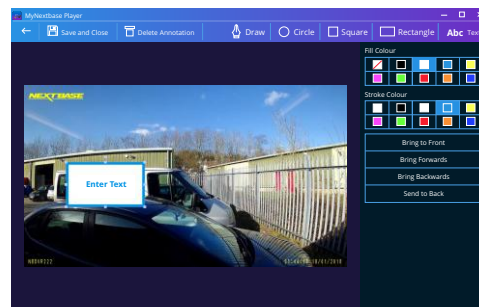 MyNextbase Player
Save and Close
Delete Annotation
Draw
Circle
Square
Rectangle
Abc
Fill Colour
Stroke Colour
Bring to Front
Bring Forwards
Bring Backwards
Send to Back
NEXTBASE
Enter Text